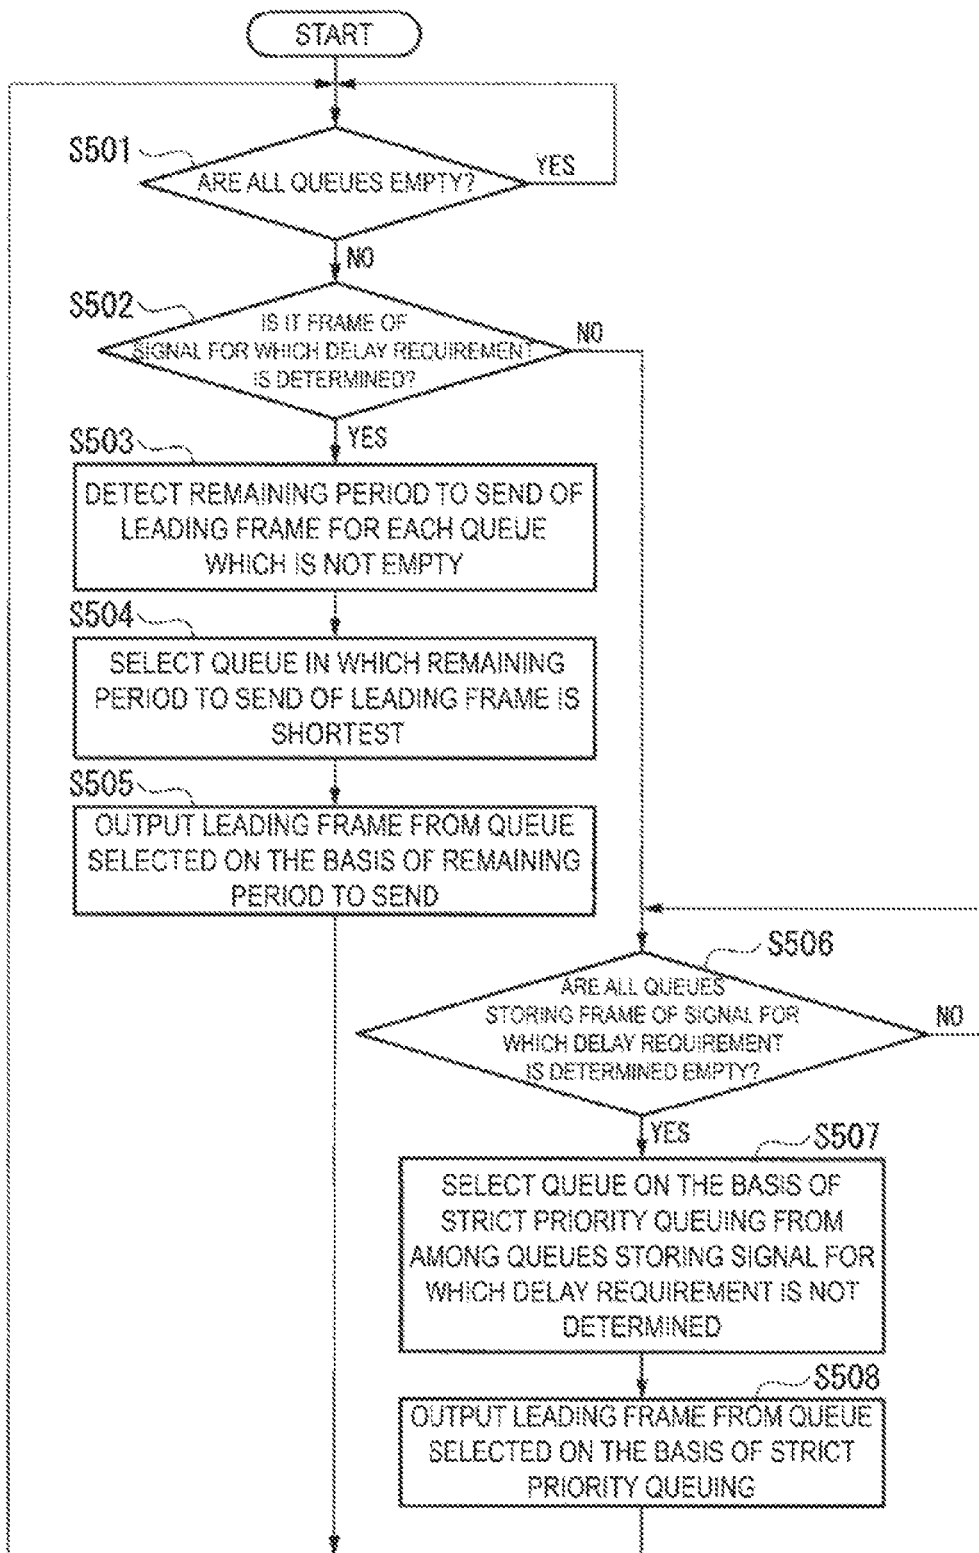 START
S501
ARE ALL QUEUES EMPTY?
YES
NO
S502
IS IT FRAME OF
SIGNAL FOR WHICH DELAY REQUIREMENT
IS DETERMINED?
NO
YES
S503
DETECT REMAINING PERIOD TO SEND OF
LEADING FRAME FOR EACH QUEUE
WHICH IS NOT EMPTY
S504
SELECT QUEUE IN WHICH REMAINING
PERIOD TO SEND OF LEADING FRAME IS
SHORTEST
S505
OUTPUT LEADING FRAME FROM QUEUE
SELECTED ON THE BASIS OF REMAINING
PERIOD TO SEND
S506
ARE ALL QUEUES
STORING FRAME OF SIGNAL FOR
WHICH DELAY REQUIREMENT
IS DETERMINED EMPTY?
NO
YES
S507
SELECT QUEUE ON THE BASIS OF
STRICT PRIORITY QUEUING FROM
AMONG QUEUES STORING SIGNAL FOR
WHICH DELAY REQUIREMENT IS NOT
DETERMINED
S508
OUTPUT LEADING FRAME FROM QUEUE
SELECTED ON THE BASIS OF STRICT
PRIORITY QUEUING